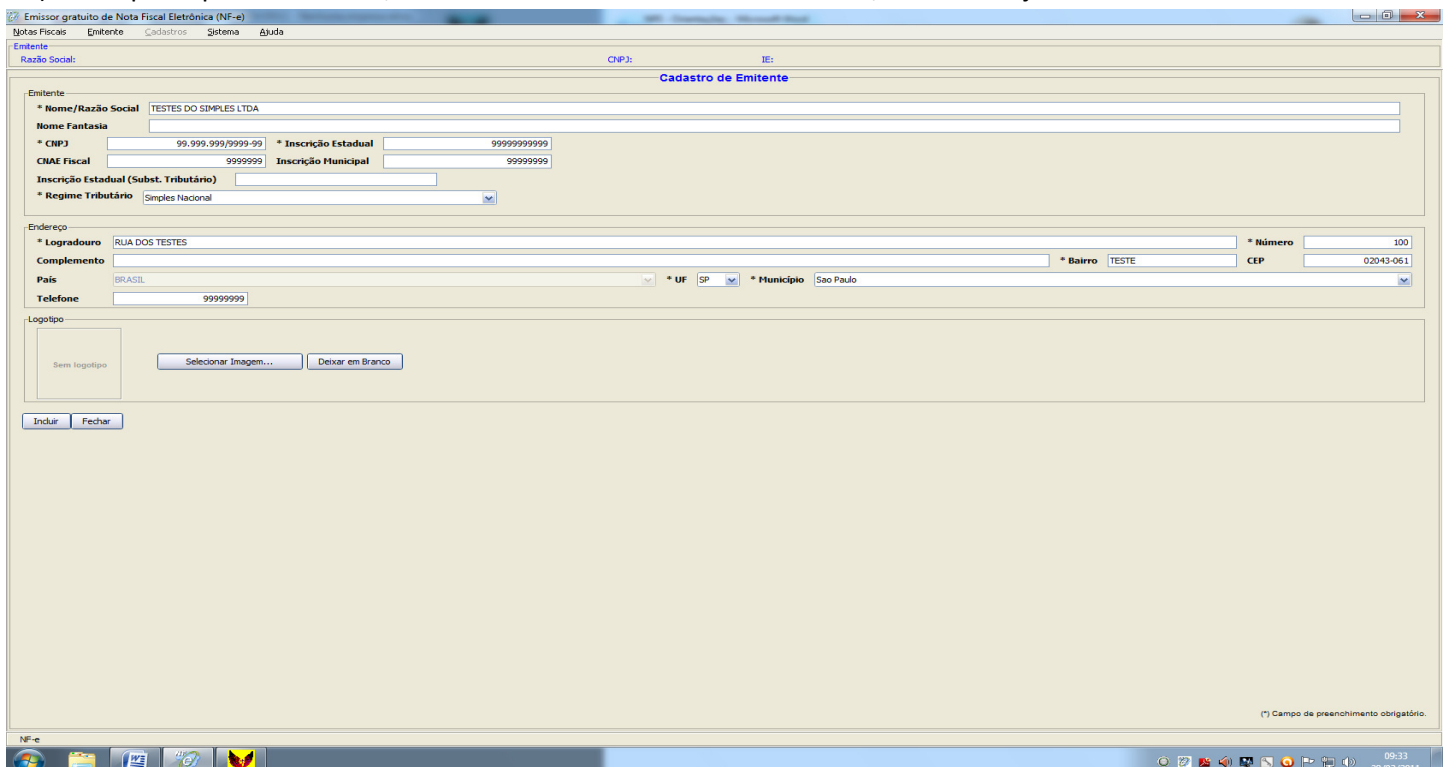 Emissor gratuito de Nota Fiscal Eletrônica (NF-e)
Notas Fiscais Emitente Cadastros Sistema Ajuda
Emitente
Razão Social: CNPJ: IE:
Cadastro de Emitente
Emitente
* Nome/Razão Social TESTES DO SIMPLES LTDA
Nome Fantasia
* CNPJ 99.999.999/9999-99 * Inscrição Estadual 99999999999
CNAE Fiscal 9999999 Inscrição Municipal 99999999
Inscrição Estadual (Subst. Tributário)
* Regime Tributário Simples Nacional
Endereço
* Logradouro RUA DOS TESTES * Número 100
Complemento * Bairro TESTE CEP 02043-061
País BRASIL * UF SP * Município Sao Paulo
Telefone 99999999
Logotipo
Sem logotipo Selecionar Imagem... Deixar em Branco
Incluir Fechar
(*) Campo de preenchimento obrigatório.
NF-e
09:33